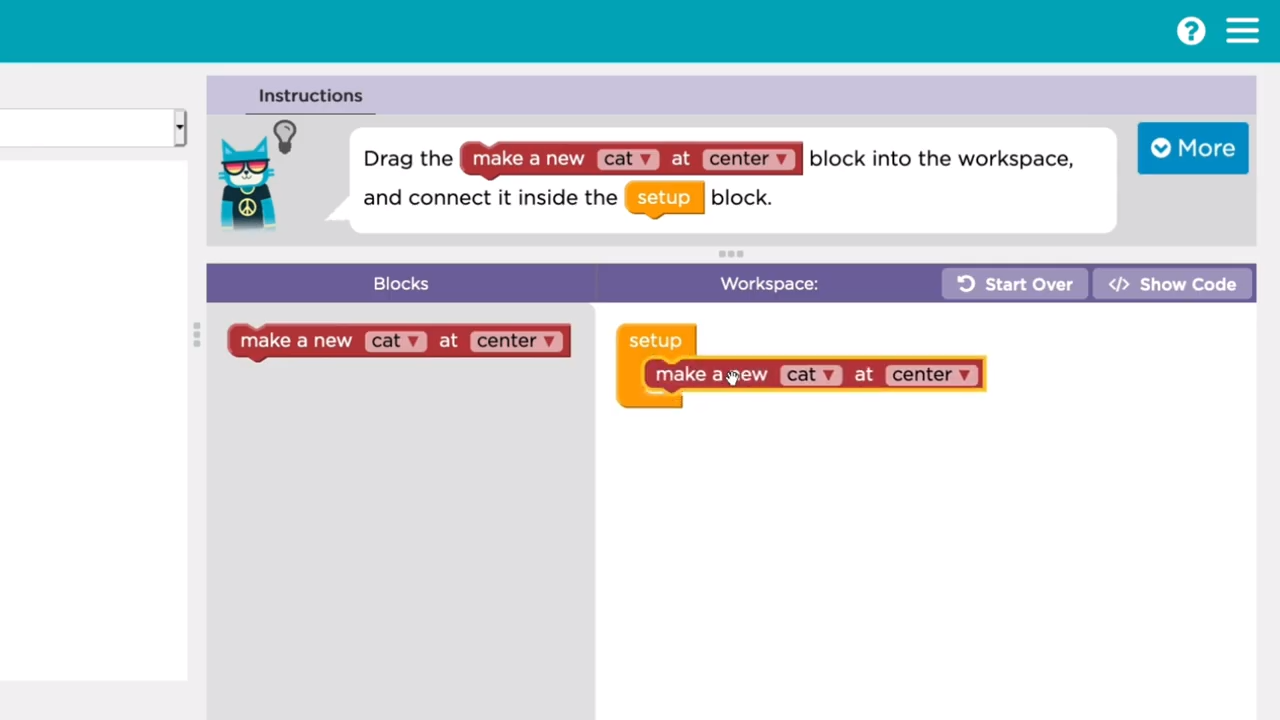 ?
Instructions
Drag the make a new cat ▼ at center ▼ block into the workspace,
and connect it inside the setup block.
More
Blocks
Workspace:
Start Over
</> Show Code
make a new cat ▼ at center ▼
setup
make a new cat ▼ at center ▼